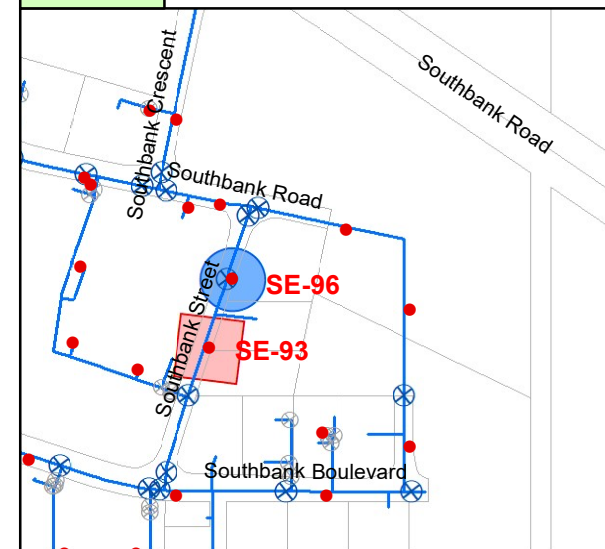 Southbank Road
Southbank Crescent
Southbank Road
SE-96
Southbank Street
SE-93
Southbank Boulevard